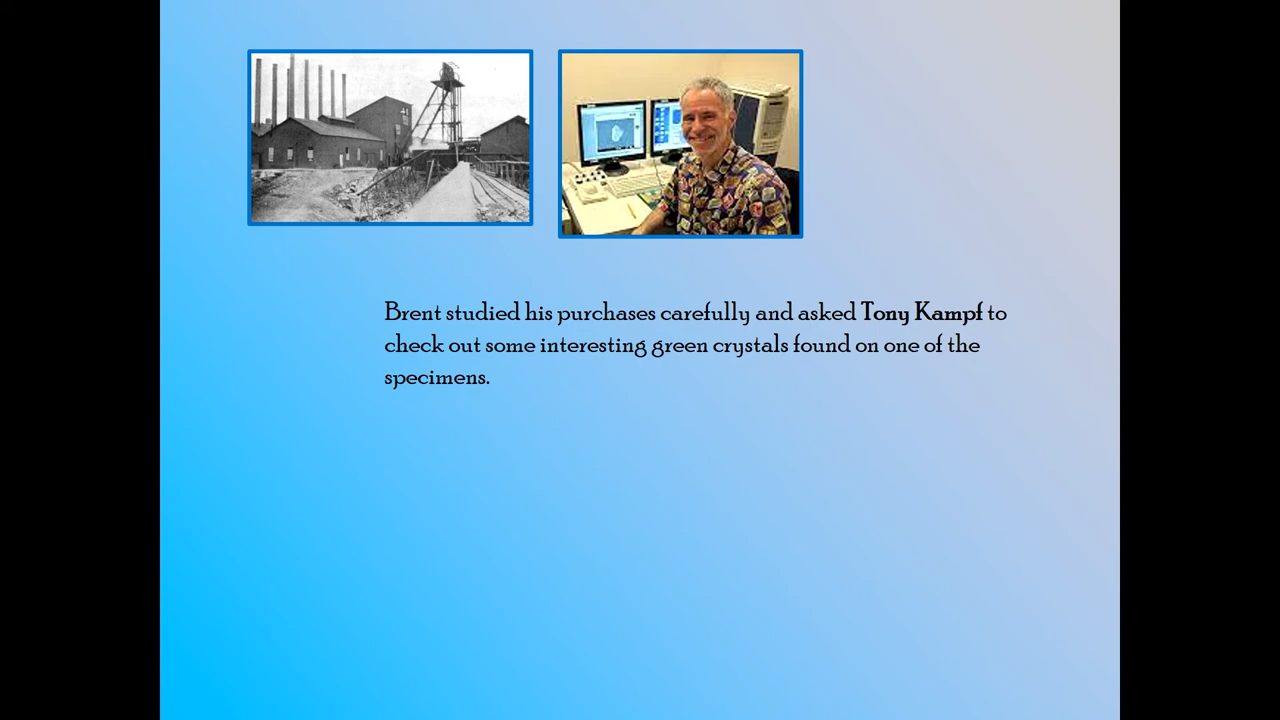 Brent studied his purchases carefully and asked Tony Kampf to
check out some interesting green crystals found on one of the
specimens.